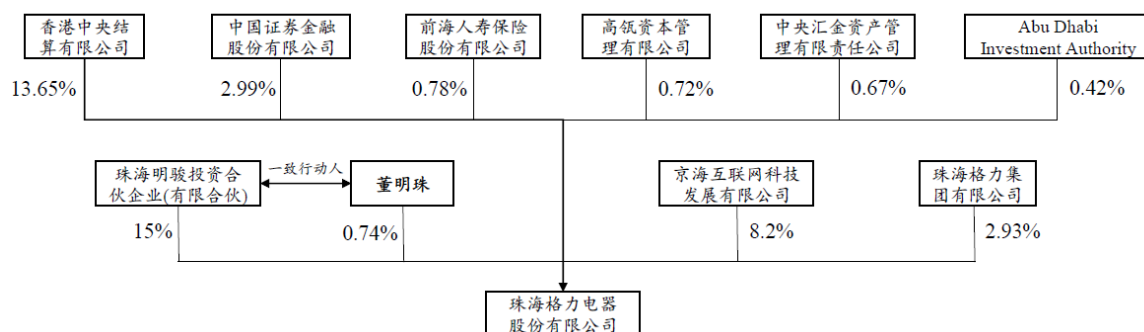 香港中央结
算有限公司
中国证券金融
股份有限公司
前海人寿保险
股份有限公司
高瓴资本管
理有限公司
中央汇金资产管
理有限责任公司
Abu Dhabi
Investment Authority
13.65%
2.99%
0.78%
0.72%
0.67%
0.42%
珠海明骏投资合
伙企业(有限合伙)
一致行动人
董明珠
京海互联网科技
发展有限公司
珠海格力集
团有限公司
15%
0.74%
8.2%
2.93%
珠海格力电器
股份有限公司